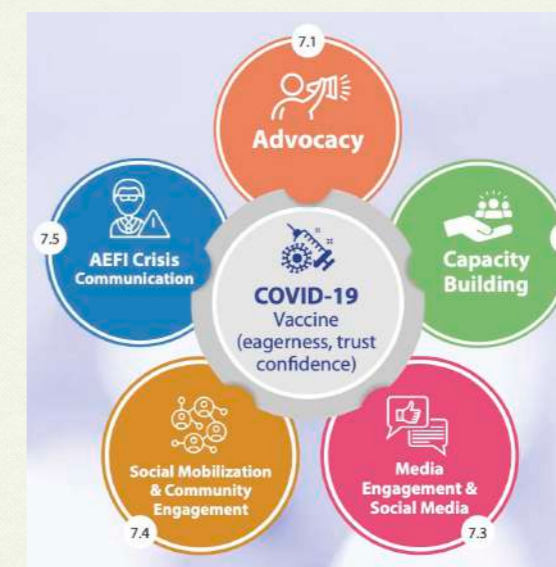 7.1
Advocacy
7.5
AEFI Crisis
Communication
Capacity
Building
COVID-19
Vaccine
(eagerness, trust
confidence)
Social Mobilization
& Community
Engagement
7.4
Media
Engagement &
Social Media
7.3